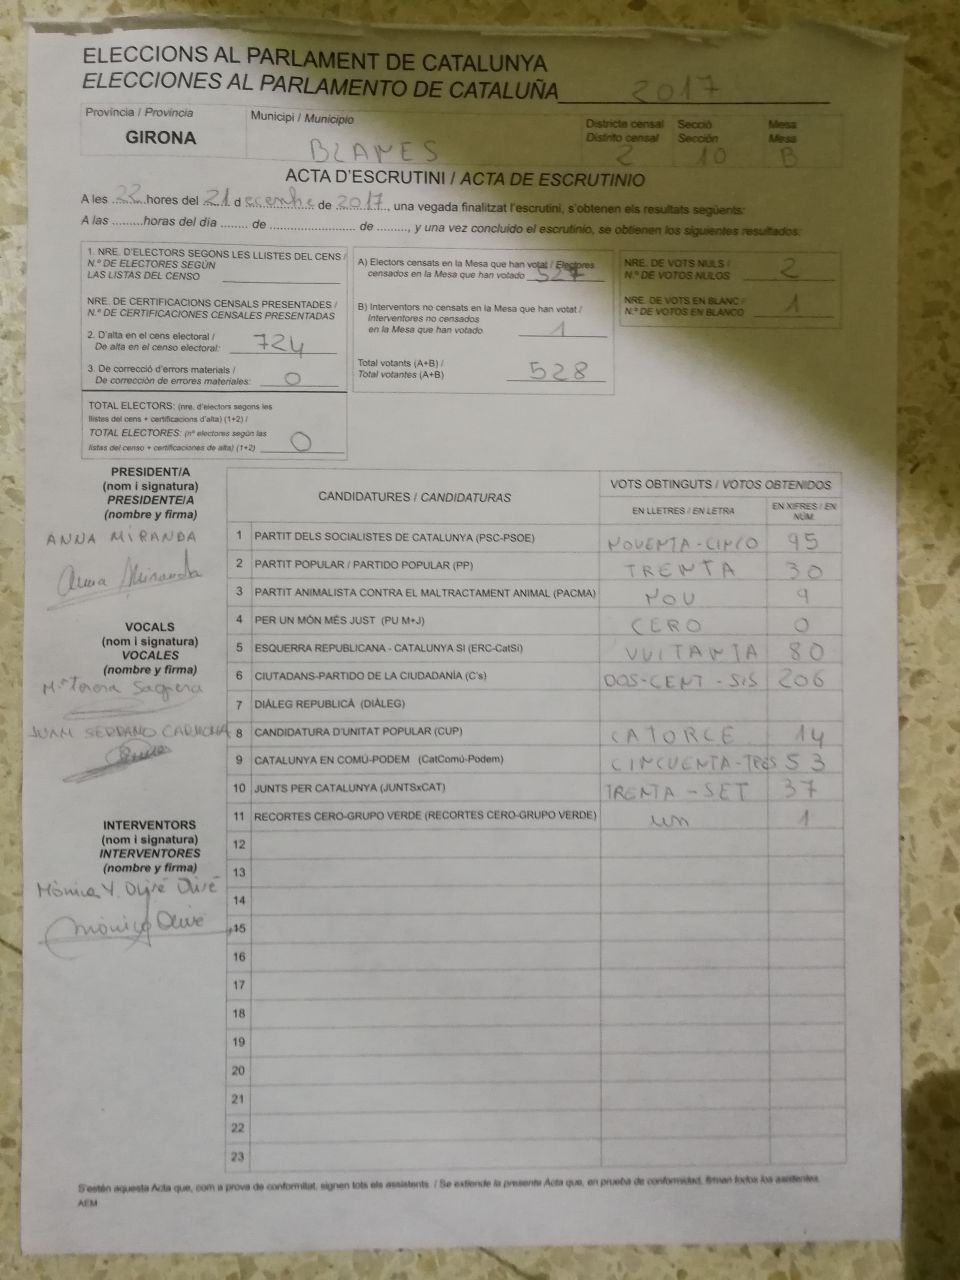 ELECCIONS AL PARLAMENT DE CATALUNYA
ELECCIONES AL PARLAMENTO DE CATALUÑA 2017
Província / Provincia
GIRONA
Municipi / Municipio
BLANES
Districte censal
Distrito censal
2
Secció
Sección
10
Mesa
Mesa
B
ACTA D'ESCRUTINI / ACTA DE ESCRUTINIO
A les 22 hores del 21 d ecembre de 2017, una vegada finalitzat l'escrutini, s'obtenen els resultats següents:
A las .........horas del día ........ de .......................... de ........., y una vez concluido el escrutinio, se obtienen los siguientes resultados:
1. NRE. D'ELECTORS SEGONS LES LLISTES DEL CENS /
N.º DE ELECTORES SEGÚN
LAS LISTAS DEL CENSO
NRE. DE CERTIFICACIONS CENSALS PRESENTADES /
N.º DE CERTIFICACIONES CENSALES PRESENTADAS
2. D'alta en el cens electoral /
De alta en el censo electoral: 724
3. De correcció d'errors materials /
De corrección de errores materiales: 0
TOTAL ELECTORS: (nre. d'electors segons les
llistes del cens + certificacions d'alta) (1+2) /
TOTAL ELECTORES: (nº electores según las
listas del censo + certificaciones de alta) (1+2) 0
A) Electors censats en la Mesa que han votat / Electores
censados en la Mesa que han votado 527
B) Interventors no censats en la Mesa que han votat /
Interventores no censados
en la Mesa que han votado 1
Total votants (A+B) /
Total votantes (A+B) 528
NRE. DE VOTS NULS /
N.º DE VOTOS NULOS 2
NRE. DE VOTS EN BLANC /
N.º DE VOTOS EN BLANCO 1
PRESIDENT/A
(nom i signatura)
PRESIDENTE/A
(nombre y firma)
ANNA MIRANDA
Anna Miranda
VOCALS
(nom i signatura)
VOCALES
(nombre y firma)
Mª Teresa
JUAN SERRANO CARMONA
INTERVENTORS
(nom i signatura)
INTERVENTORES
(nombre y firma)
Mònica Olivé
CANDIDATURES / CANDIDATURAS
VOTS OBTINGUTS / VOTOS OBTENIDOS
EN LLETRES / EN LETRA
EN XIFRES / EN
NÚM.
1 PARTIT DELS SOCIALISTES DE CATALUNYA (PSC-PSOE) NOVENTA-CINCO 95
2 PARTIT POPULAR / PARTIDO POPULAR (PP) TRENTA 30
3 PARTIT ANIMALISTA CONTRA EL MALTRACTAMENT ANIMAL (PACMA) NOU 9
4 PER UN MÓN MÉS JUST (PU M+J) CERO 0
5 ESQUERRA REPUBLICANA - CATALUNYA SI (ERC-CatSí) VUITANTA 80
6 CIUTADANS-PARTIDO DE LA CIUDADANÍA (C's) DOS-CENT-SIS 206
7 DIÀLEG REPUBLICÀ (DIÀLEG)
8 CANDIDATURA D'UNITAT POPULAR (CUP) CATORCE 14
9 CATALUNYA EN COMÚ-PODEM (CatComú-Podem) CINCUENTA-TRES 53
10 JUNTS PER CATALUNYA (JUNTSxCAT) TRENTA-SET 37
11 RECORTES CERO-GRUPO VERDE (RECORTES CERO-GRUPO VERDE) un 1
12
13
14
15
16
17
18
19
20
21
22
23
S'estén aquesta Acta que, com a prova de conformitat, signen tots els assistents. / Se extiende la presente Acta que, en prueba de conformidad, firman todos los asistentes.
AEM